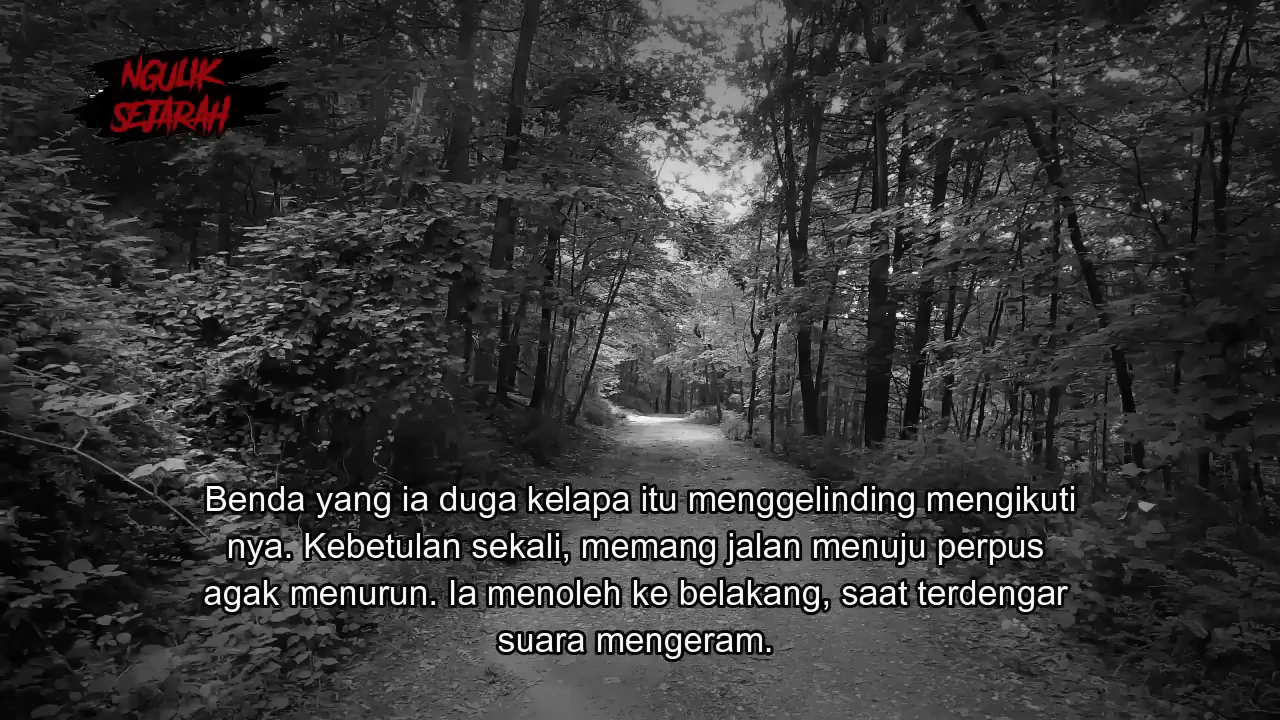 NGULIK
SEJARAH
Benda yang ia duga kelapa itu menggelinding mengikuti
nya. Kebetulan sekali, memang jalan menuju perpus
agak menurun. Ia menoleh ke belakang, saat terdengar
suara mengeram.